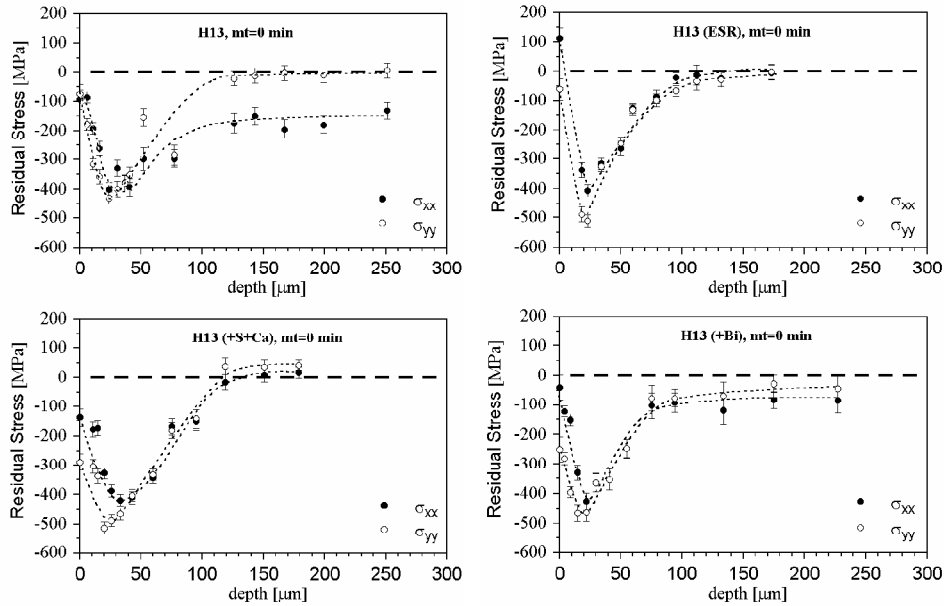 H13, mt=0 min
Residual Stress [MPa]
200
100
0
-100
-200
-300
-400
-500
-600
σxx
σyy
0 50 100 150 200 250 300
depth [μm]
H13 (ESR), mt=0 min
Residual Stress [MPa]
200
100
0
-100
-200
-300
-400
-500
-600
σxx
σyy
0 50 100 150 200 250 300
depth [μm]
H13 (+S+Ca), mt=0 min
Residual Stress [MPa]
200
100
0
-100
-200
-300
-400
-500
-600
σxx
σyy
0 50 100 150 200 250 300
depth [μm]
H13 (+Bi), mt=0 min
Residual Stress [MPa]
200
100
0
-100
-200
-300
-400
-500
-600
σxx
σyy
0 50 100 150 200 250 300
depth [μm]